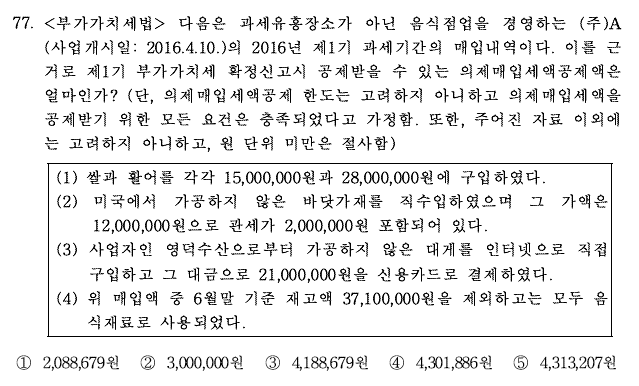 77. <부가가치세법> 다음은 과세유흥장소가 아닌 음식점업을 경영하는 (주)A
(사업개시일: 2016.4.10.)의 2016년 제1기 과세기간의 매입내역이다. 이를 근
거로 제1기 부가가치세 확정신고시 공제받을 수 있는 의제매입세액공제액은
얼마인가? (단, 의제매입세액공제 한도는 고려하지 아니하고 의제매입세액을
공제받기 위한 모든 요건은 충족되었다고 가정함. 또한, 주어진 자료 이외에
는 고려하지 아니하고, 원 단위 미만은 절사함)
(1) 쌀과 활어를 각각 15,000,000원과 28,000,000원에 구입하였다.
(2) 미국에서 가공하지 않은 바닷가재를 직수입하였으며 그 가액은
12,000,000원으로 관세가 2,000,000원 포함되어 있다.
(3) 사업자인 영덕수산으로부터 가공하지 않은 대게를 인터넷으로 직접
구입하고 그 대금으로 21,000,000원을 신용카드로 결제하였다.
(4) 위 매입액 중 6월말 기준 재고액 37,100,000원을 제외하고는 모두 음
식재료로 사용되었다.
① 2,088,679원 ② 3,000,000원 ③ 4,188,679원 ④ 4,301,886원 ⑤ 4,313,207원